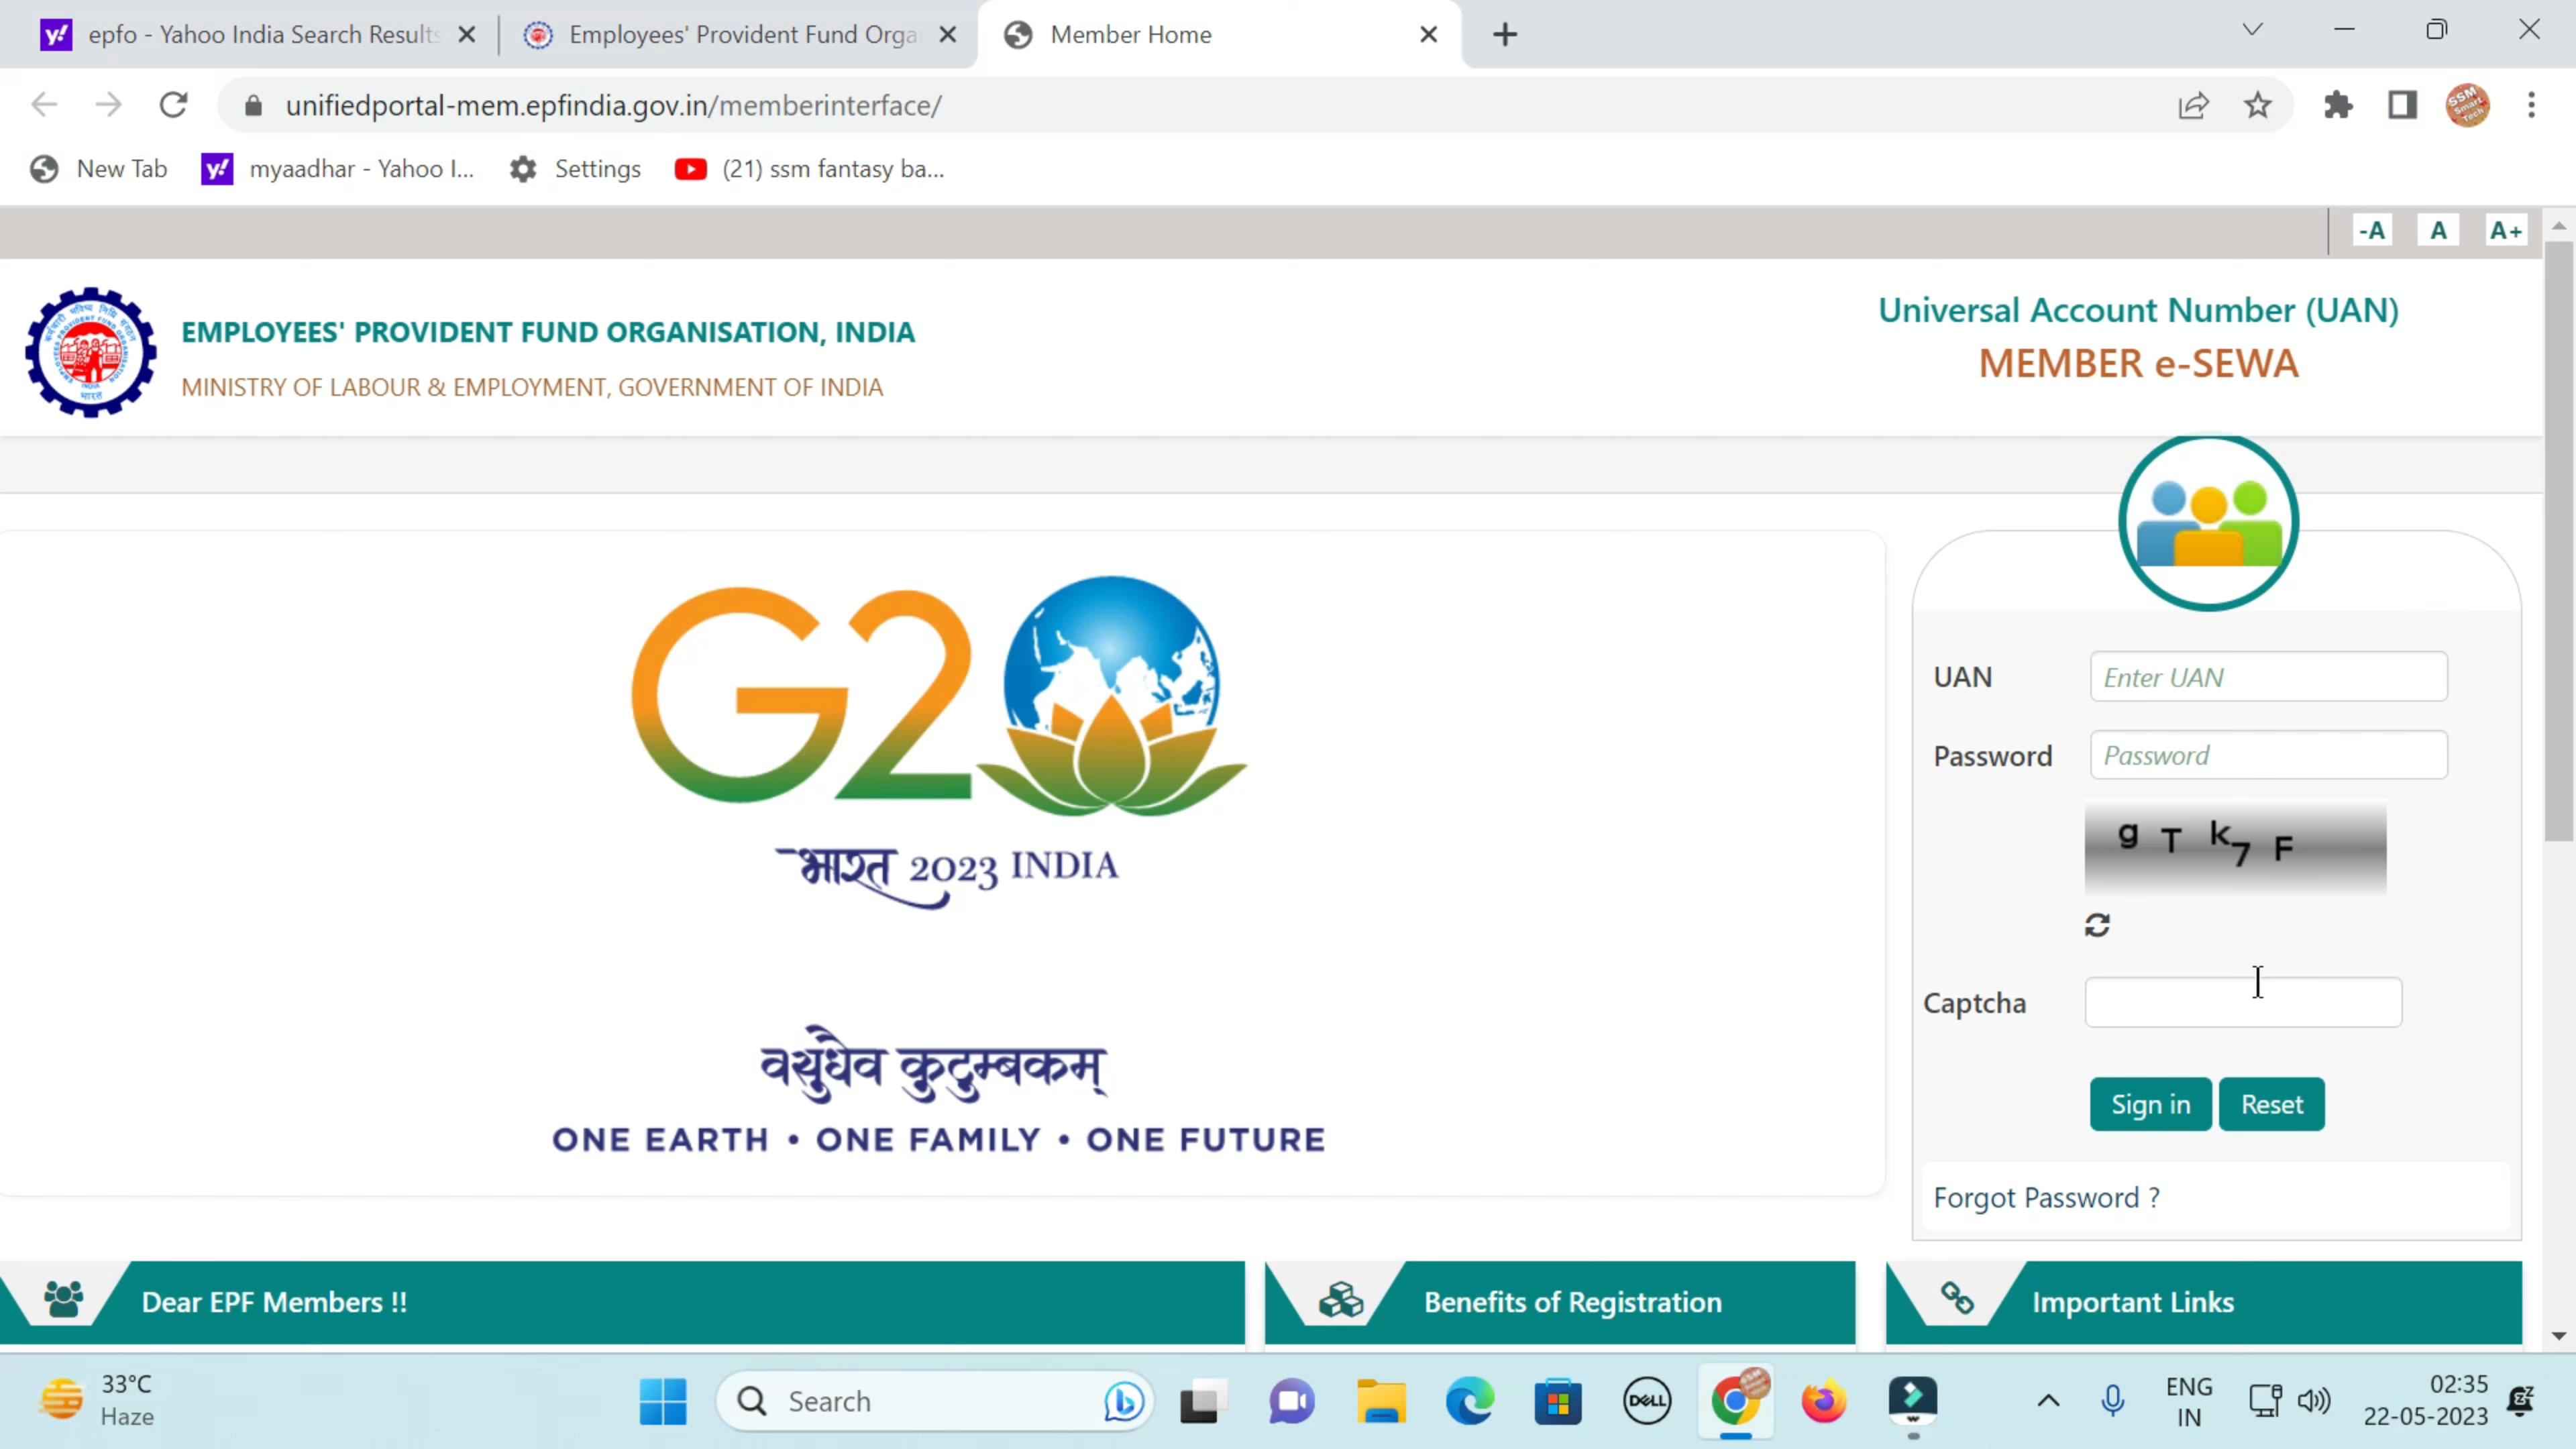 epfo - Yahoo India Search Results
Employees' Provident Fund Orga
Member Home
unifiedportal-mem.epfindia.gov.in/memberinterface/
New Tab
myaadhar - Yahoo I...
Settings
(21) ssm fantasy ba...
-A A A+
EMPLOYEES' PROVIDENT FUND ORGANISATION, INDIA
MINISTRY OF LABOUR & EMPLOYMENT, GOVERNMENT OF INDIA
Universal Account Number (UAN)
MEMBER e-SEWA
G20
भारत 2023 INDIA
वसुधैव कुटुम्बकम्
ONE EARTH • ONE FAMILY • ONE FUTURE
UAN Enter UAN
Password Password
g T k 7 F
Captcha
Sign in Reset
Forgot Password ?
Dear EPF Members !!
Benefits of Registration
Important Links
33°C
Haze
Search
DELL
ENG
IN
02:35
22-05-2023